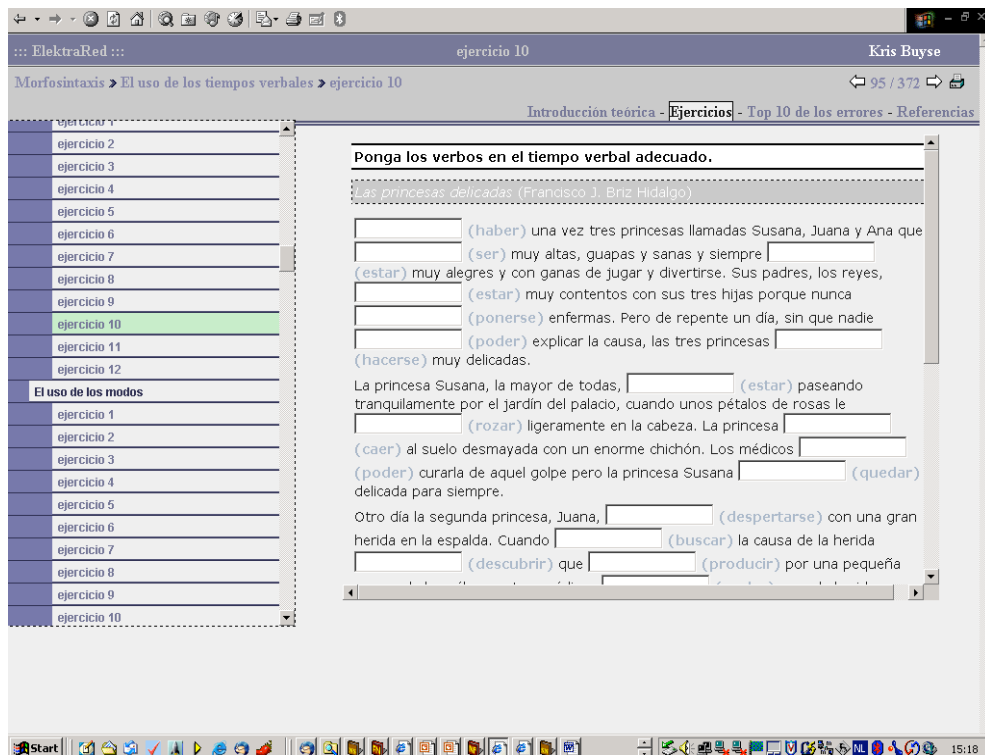 ::: ElektraRed :::
ejercicio 10
Kris Buyse
Morfosintaxis > El uso de los tiempos verbales > ejercicio 10
95 / 372
Introducción teórica - Ejercicios - Top 10 de los errores - Referencias
ejercicio 1
ejercicio 2
ejercicio 3
ejercicio 4
ejercicio 5
ejercicio 6
ejercicio 7
ejercicio 8
ejercicio 9
ejercicio 10
ejercicio 11
ejercicio 12
El uso de los modos
ejercicio 1
ejercicio 2
ejercicio 3
ejercicio 4
ejercicio 5
ejercicio 6
ejercicio 7
ejercicio 8
ejercicio 9
ejercicio 10
Ponga los verbos en el tiempo verbal adecuado.
Las princesas delicadas (Francisco J. Briz Hidalgo)
(haber) una vez tres princesas llamadas Susana, Juana y Ana que
(ser) muy altas, guapas y sanas y siempre
(estar) muy alegres y con ganas de jugar y divertirse. Sus padres, los reyes,
(estar) muy contentos con sus tres hijas porque nunca
(ponerse) enfermas. Pero de repente un día, sin que nadie
(poder) explicar la causa, las tres princesas
(hacerse) muy delicadas.
La princesa Susana, la mayor de todas, (estar) paseando
tranquilamente por el jardín del palacio, cuando unos pétalos de rosas le
(rozar) ligeramente en la cabeza. La princesa
(caer) al suelo desmayada con un enorme chichón. Los médicos
(poder) curarla de aquel golpe pero la princesa Susana (quedar)
delicada para siempre.
Otro día la segunda princesa, Juana, (despertarse) con una gran
herida en la espalda. Cuando (buscar) la causa de la herida
(descubrir) que (producir) por una pequeña
Start
NL
15:18